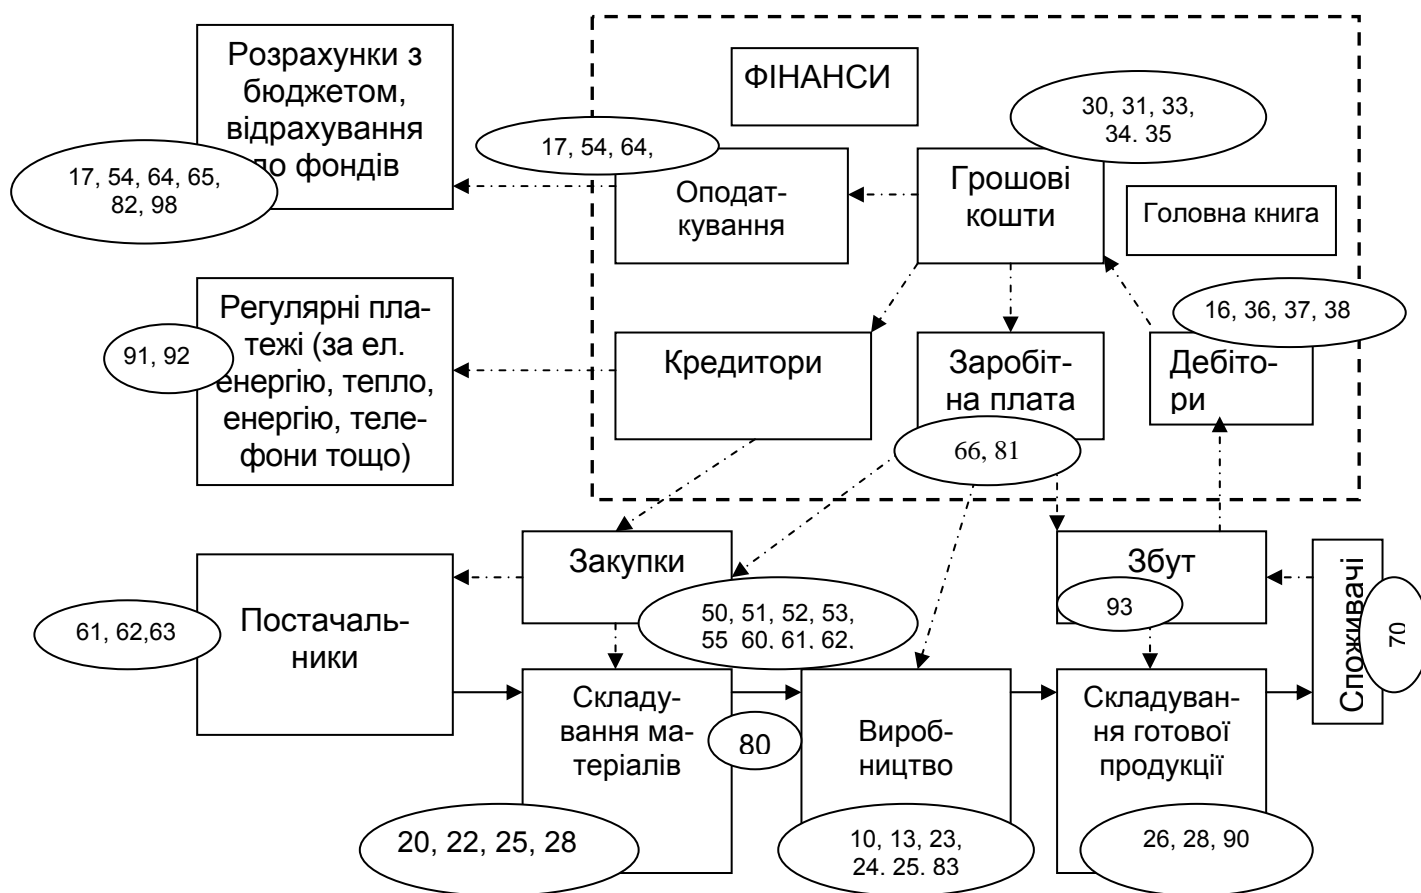 Розрахунки з
бюджетом,
відрахування
до фондів
17, 54, 64, 65,
82, 98
ФІНАНСИ
30, 31, 33,
34, 35
17, 54, 64,
Оподат-
кування
Грошові
кошти
Головна книга
Регулярні пла-
тежі (за ел.
енергію, тепло,
енергію, теле-
фони тощо)
91, 92
Кредитори
Заробіт-
на плата
66, 81
16, 36, 37, 38
Дебіто-
ри
Закупки
Збут
93
Постачаль-
ники
61, 62,63
50, 51, 52, 53,
55 60, 61, 62,
Споживачі
70
Складу-
вання ма-
теріалів
20, 22, 25, 28
80
Вироб-
ництво
10, 13, 23,
24, 25, 83
Складуван-
ня готової
продукції
26, 28, 90